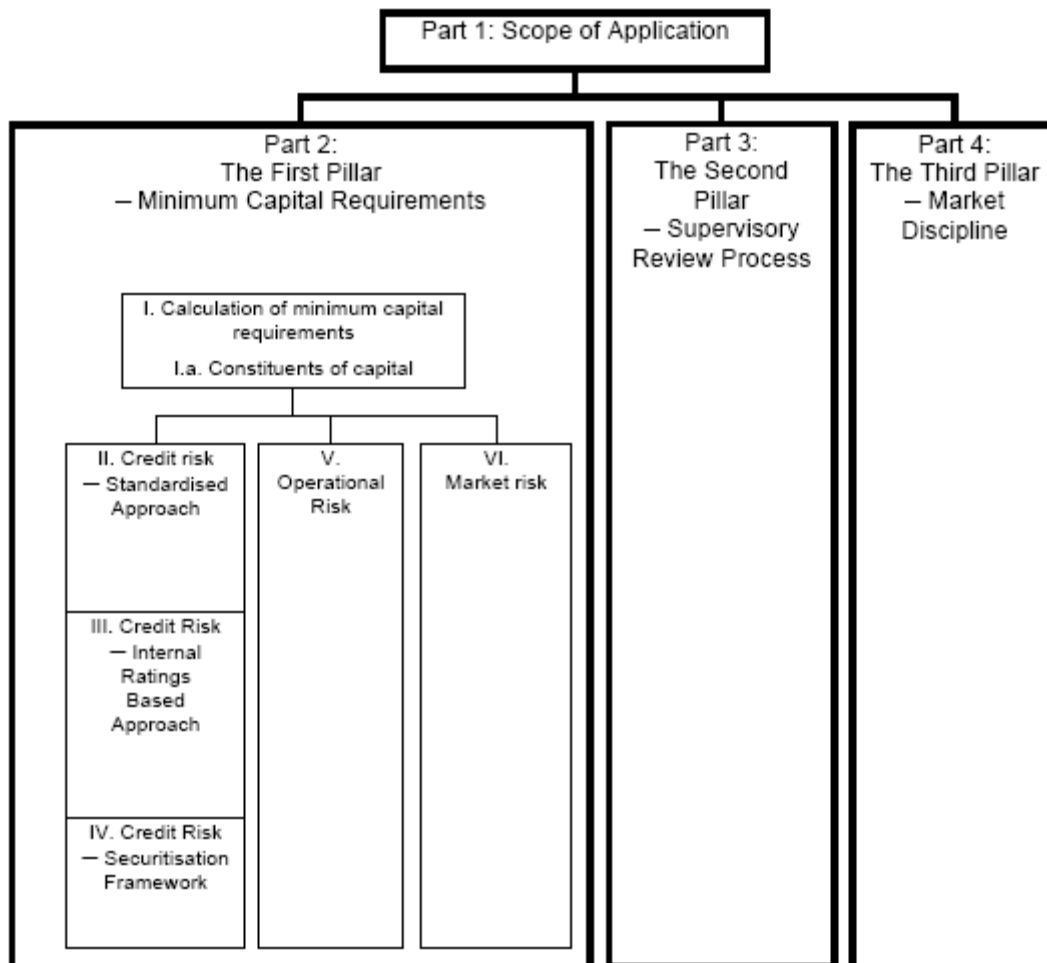 Part 1: Scope of Application
Part 2:
The First Pillar
– Minimum Capital Requirements
I. Calculation of minimum capital
requirements
I.a. Constituents of capital
II. Credit risk
– Standardised
Approach
III. Credit Risk
– Internal
Ratings
Based
Approach
IV. Credit Risk
– Securitisation
Framework
V.
Operational
Risk
VI.
Market risk
Part 3:
The Second
Pillar
– Supervisory
Review Process
Part 4:
The Third Pillar
– Market
Discipline